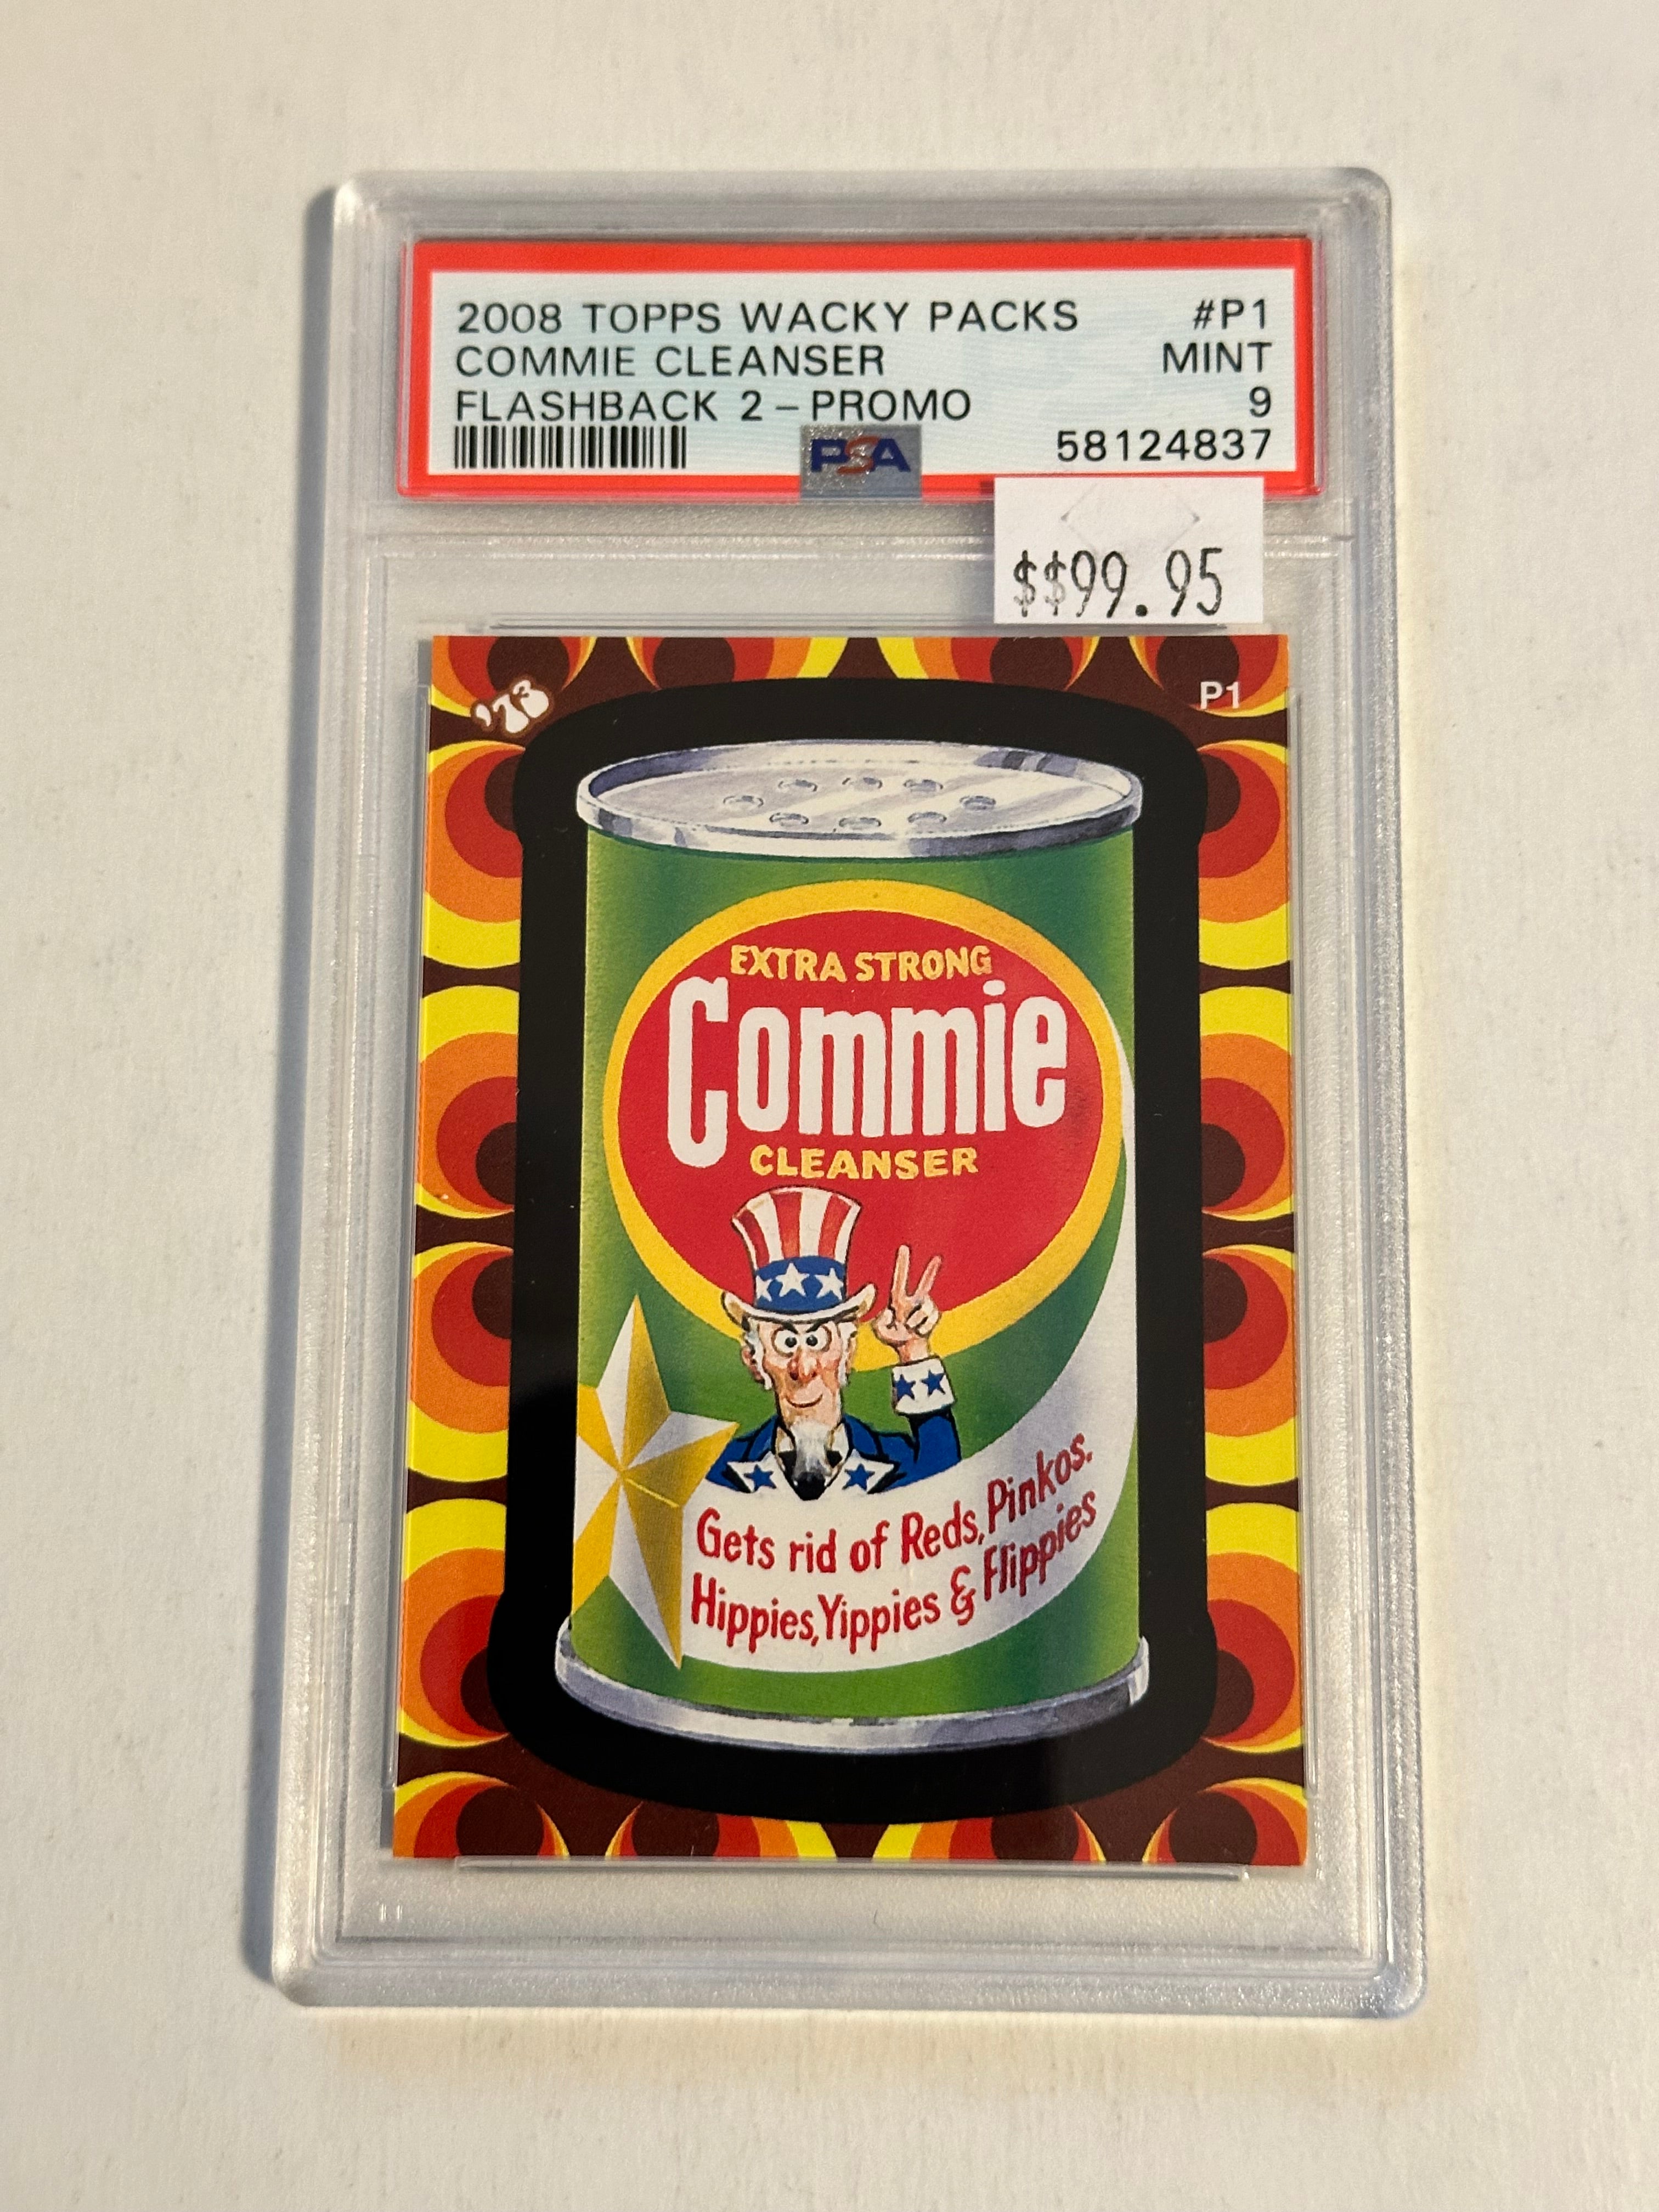 2008 TOPPS WACKY PACKS #P1
COMMIE CLEANSER MINT
FLASHBACK 2 – PROMO 9
PSA 58124837
$$99.95
'73 P1
EXTRA STRONG
Commie
CLEANSER
Gets rid of Reds, Pinkos.
Hippies, Yippies & Flippies